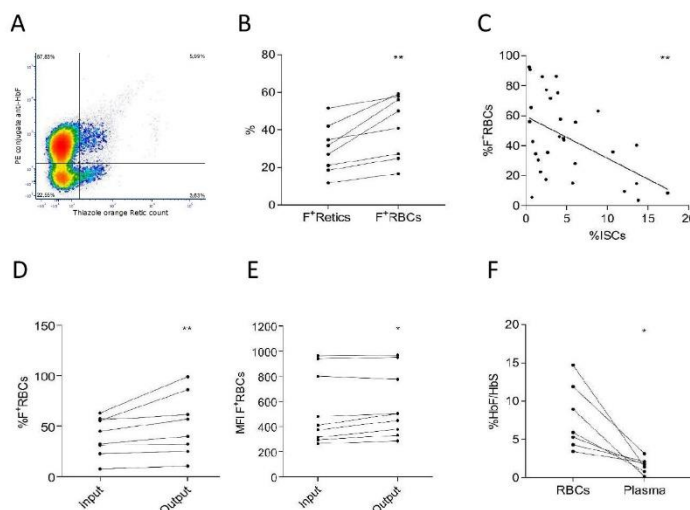 A
67,63% 5,99%
PE conjugate anti-HbF
22,55% 3,83%
Thiazole orange Retic count
B
80
60
40
20
0
%
**
F⁺Retics F⁺RBCs
C
100
80
60
40
20
0
%F⁺RBCs
**
0 5 10 15 20
%ISCs
D
150
100
50
0
%F⁺RBCs
**
Input Output
E
1200
1000
800
600
400
200
0
MFI F⁺RBCs
*
Input Output
F
20
15
10
5
0
%HbF/HbS
*
RBCs Plasma